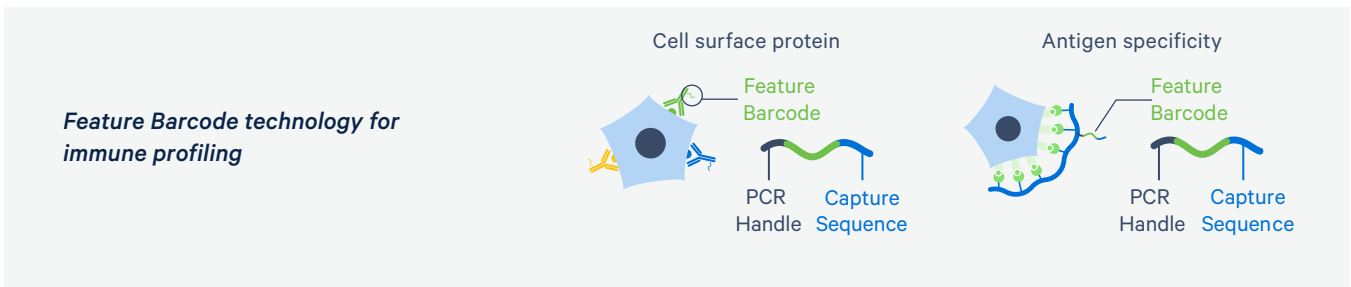 Feature Barcode technology for
immune profiling
Cell surface protein
Feature
Barcode
PCR
Handle
Capture
Sequence
Antigen specificity
Feature
Barcode
PCR
Handle
Capture
Sequence